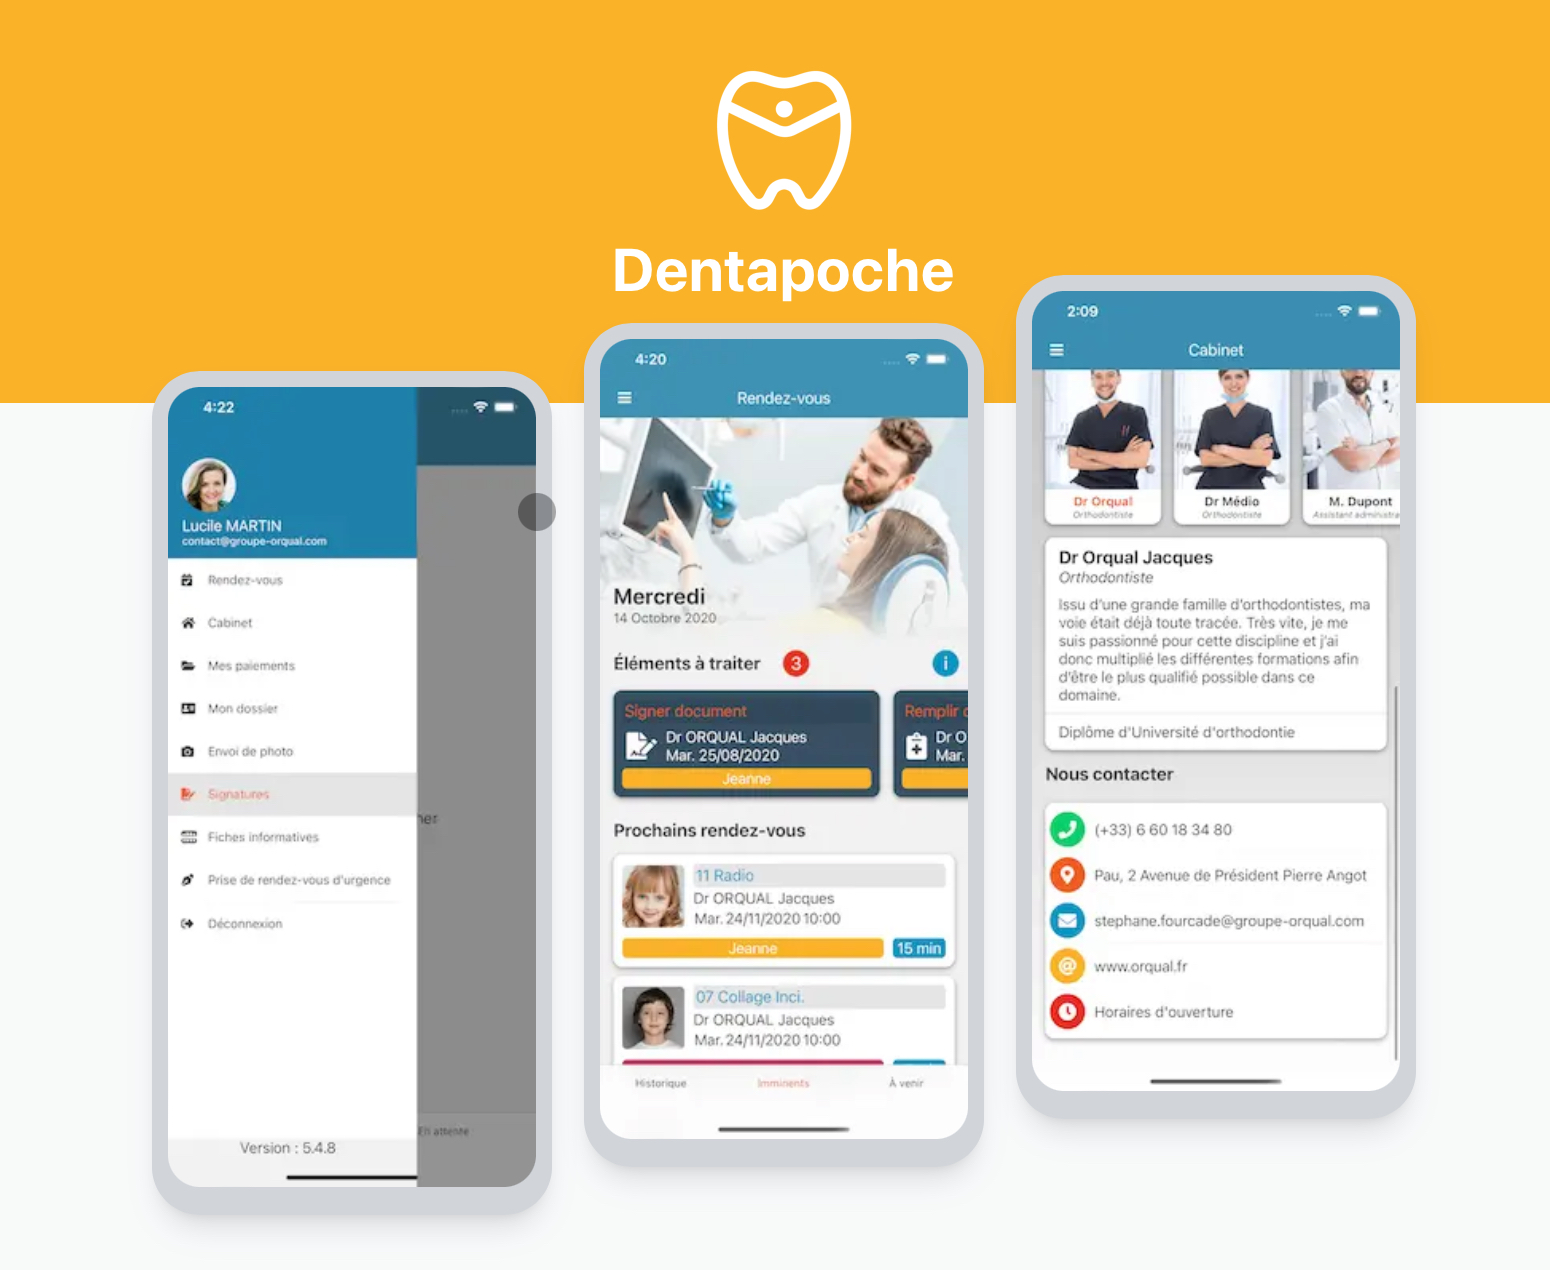 Dentapoche
4:22
Lucile MARTIN
contact@groupe-orqual.com
Rendez-vous
Cabinet
Mes paiements
Mon dossier
Envoi de photo
Signatures
Fiches informatives
Prise de rendez-vous d'urgence
Déconnexion
Version : 5.4.8
ner
En attente
4:20
Rendez-vous
Mercredi
14 Octobre 2020
Éléments à traiter 3 i
Signer document
Dr ORQUAL Jacques
Mar. 25/08/2020
Jeanne
Remplir
Dr O
Mar.
Prochains rendez-vous
11 Radio
Dr ORQUAL Jacques
Mar. 24/11/2020 10:00
Jeanne 15 min
07 Collage Inci.
Dr ORQUAL Jacques
Mar. 24/11/2020 10:00
Historique Imminents À venir
2:09
Cabinet
Dr Orqual
Orthodontiste
Dr Médio
Orthodontiste
M. Dupont
Assistant administra
Dr Orqual Jacques
Orthodontiste
Issu d'une grande famille d'orthodontistes, ma
voie était déjà toute tracée. Très vite, je me
suis passionné pour cette discipline et j'ai
donc multiplié les différentes formations afin
d'être le plus qualifié possible dans ce
domaine.
Diplôme d'Université d'orthodontie
Nous contacter
(+33) 6 60 18 34 80
Pau, 2 Avenue de Président Pierre Angot
stephane.fourcade@groupe-orqual.com
www.orqual.fr
Horaires d'ouverture